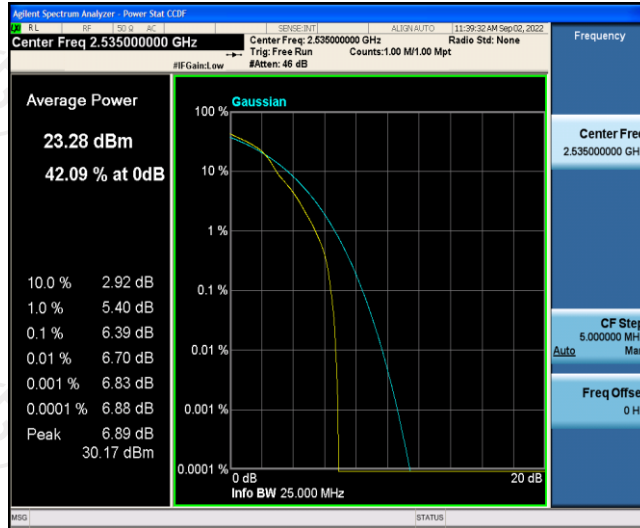 Agilent Spectrum Analyzer - Power Stat CCDF
RL RF 50 Ω AC SENSE:INT ALIGN AUTO 11:39:32 AM Sep 02, 2022
Center Freq 2.535000000 GHz
Center Freq: 2.535000000 GHz Radio Std: None
Trig: Free Run Counts:1.00 M/1.00 Mpt
#IFGain:Low #Atten: 46 dB
Frequency
Average Power
23.28 dBm
42.09 % at 0dB
10.0 % 2.92 dB
1.0 % 5.40 dB
0.1 % 6.39 dB
0.01 % 6.70 dB
0.001 % 6.83 dB
0.0001 % 6.88 dB
Peak 6.89 dB
30.17 dBm
Gaussian
100 %
10 %
1 %
0.1 %
0.01 %
0.001 %
0.0001 %
0 dB 20 dB
Info BW 25.000 MHz
Center Fre
2.535000000 GH
CF Step
5.000000 MH
Auto Ma
Freq Offse
0 H
MSG STATUS